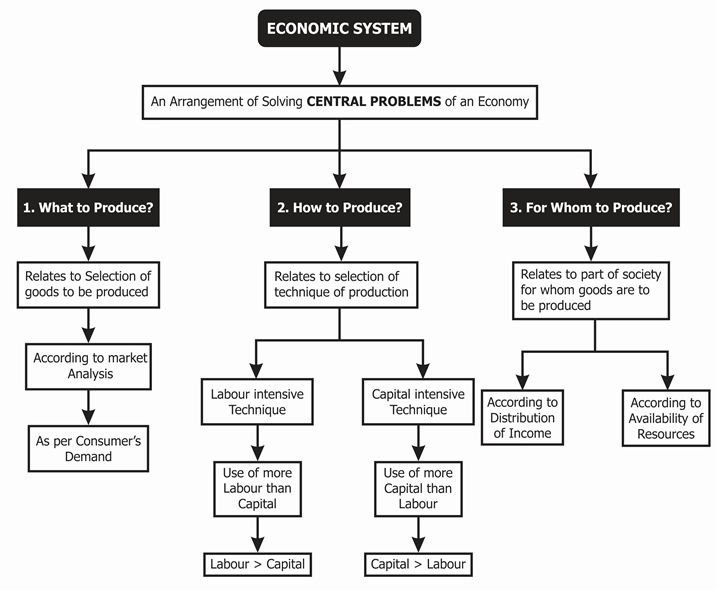 ECONOMIC SYSTEM
An Arrangement of Solving CENTRAL PROBLEMS of an Economy
1. What to Produce?
Relates to Selection of
goods to be produced
According to market
Analysis
As per Consumer's
Demand
2. How to Produce?
Relates to selection of
technique of production
Labour intensive
Technique
Use of more
Labour than
Capital
Labour > Capital
Capital intensive
Technique
Use of more
Capital than
Labour
Capital > Labour
3. For Whom to Produce?
Relates to part of society
for whom goods are to
be produced
According to
Distribution
of Income
According to
Availability of
Resources